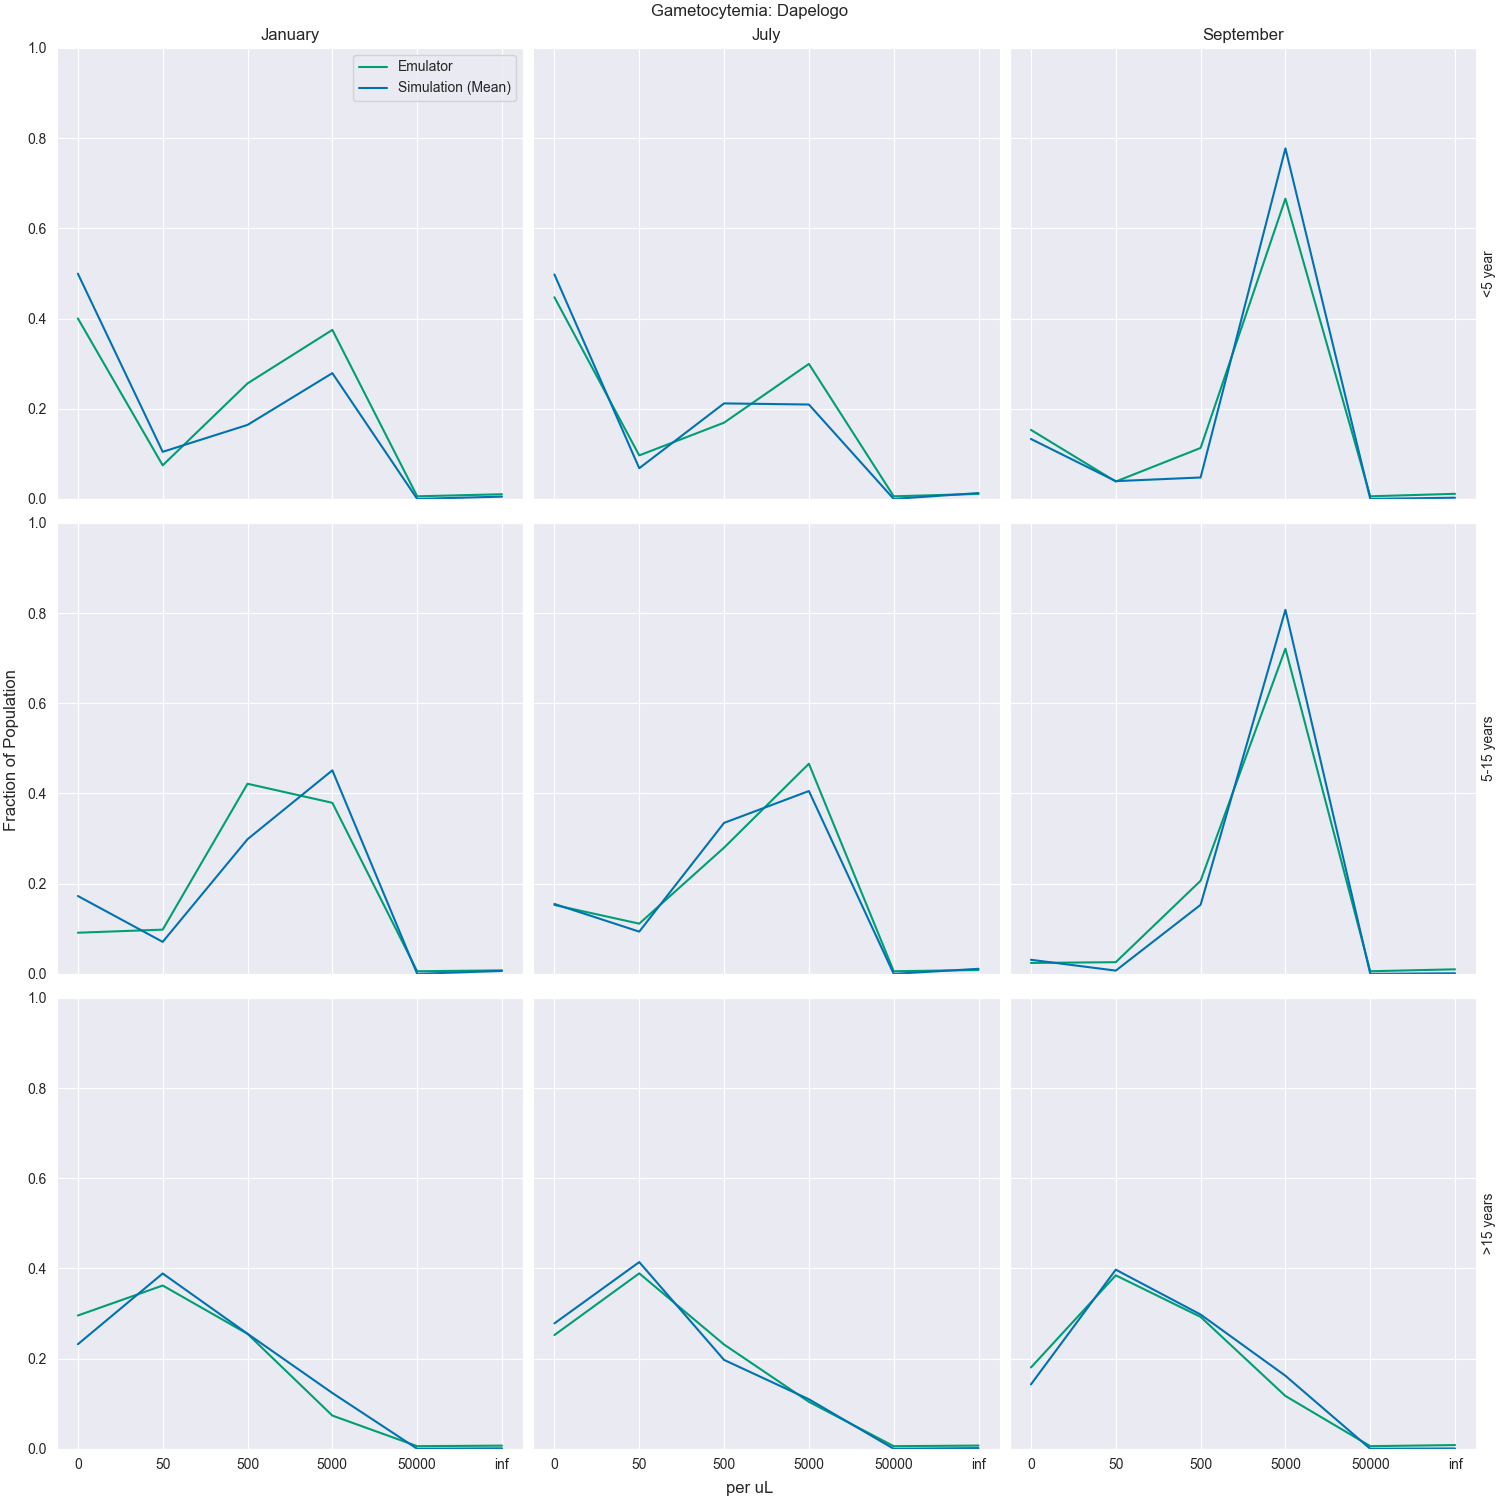 Gametocytemia: Dapelogo
January
July
September
Emulator
Simulation (Mean)
1.0
0.8
0.6
0.4
0.2
0.0
<5 year
1.0
0.8
0.6
0.4
0.2
0.0
5-15 years
Fraction of Population
1.0
0.8
0.6
0.4
0.2
0.0
>15 years
0 50 500 5000 50000 inf
0 50 500 5000 50000 inf
0 50 500 5000 50000 inf
per uL